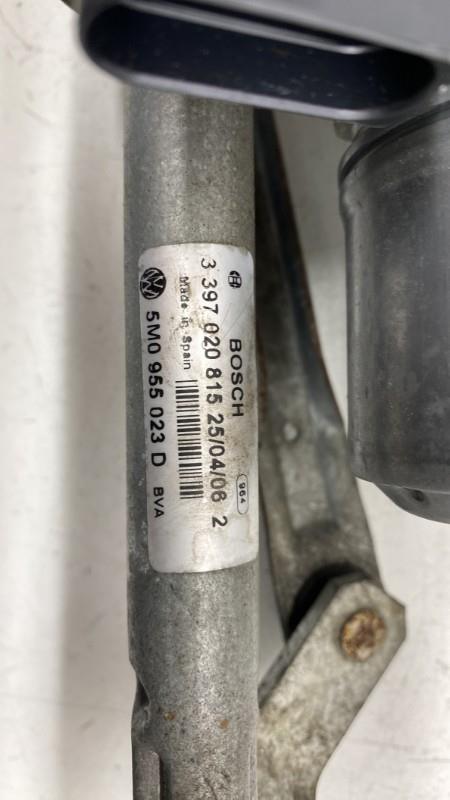 BOSCH
964
3 397 020 815 25/04/06 2
Made in Spain
5M0 955 023 D BVA